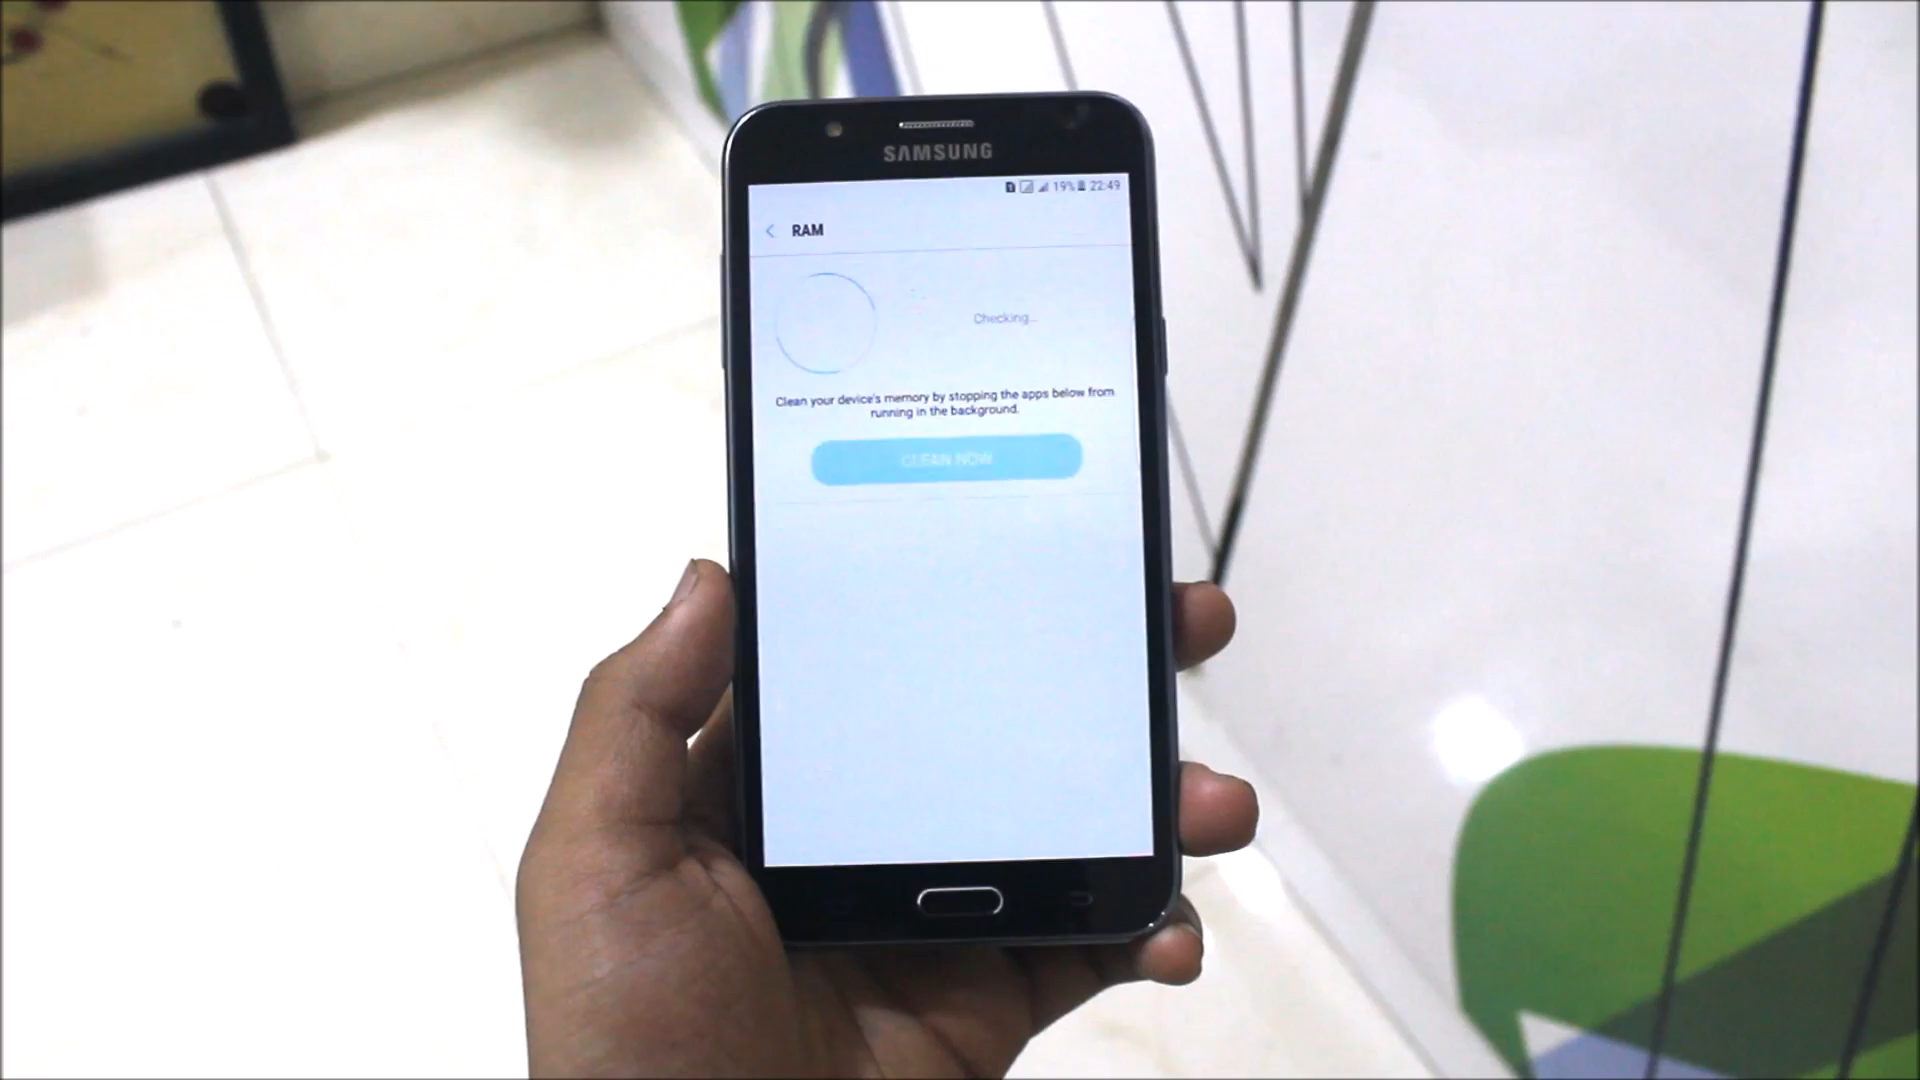 SAMSUNG
19% 22:49
RAM
Checking...
Clean your device's memory by stopping the apps below from
running in the background.
CLEAN NOW